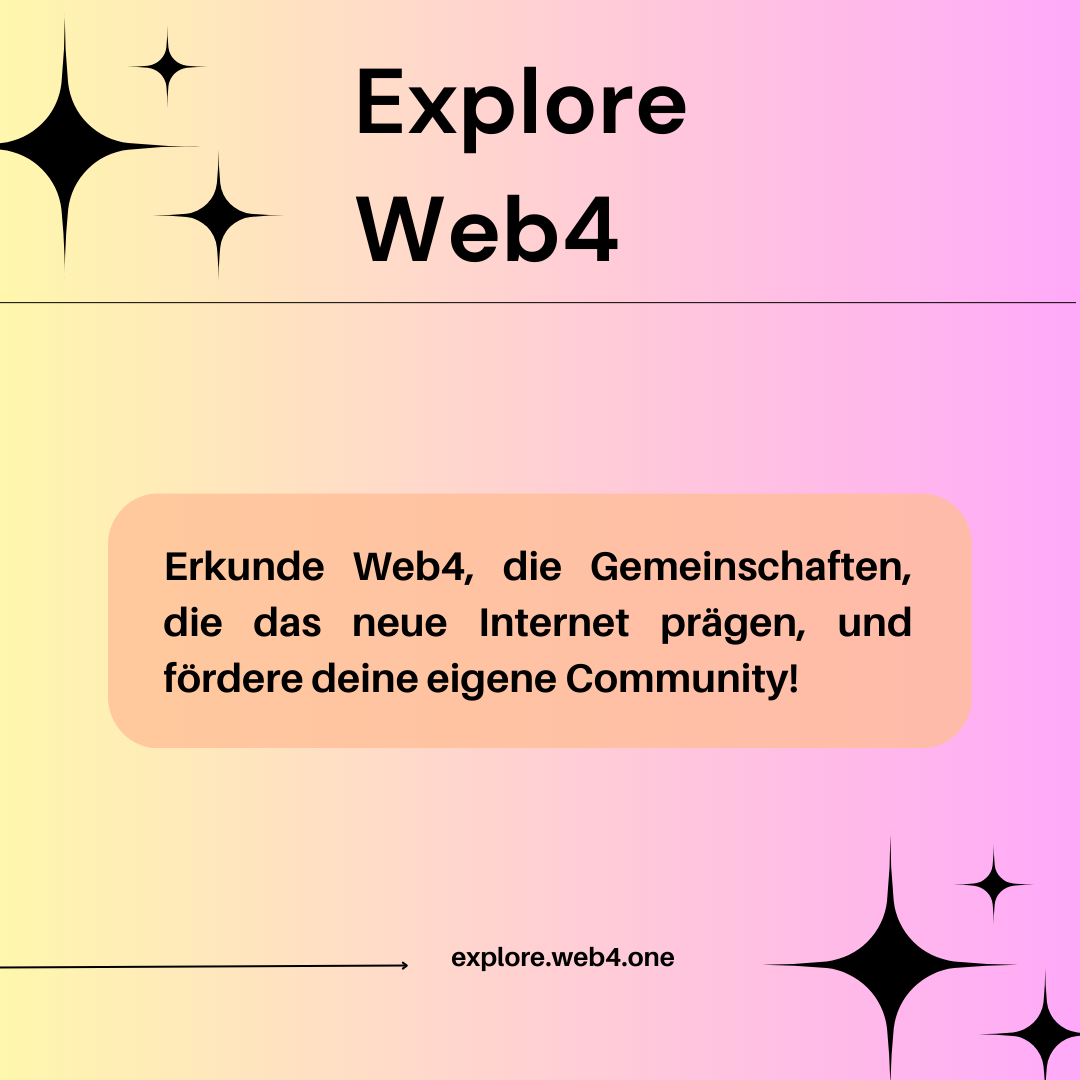 Explore
Web4
Erkunde Web4, die Gemeinschaften,
die das neue Internet prägen, und
fördere deine eigene Community!
explore.web4.one